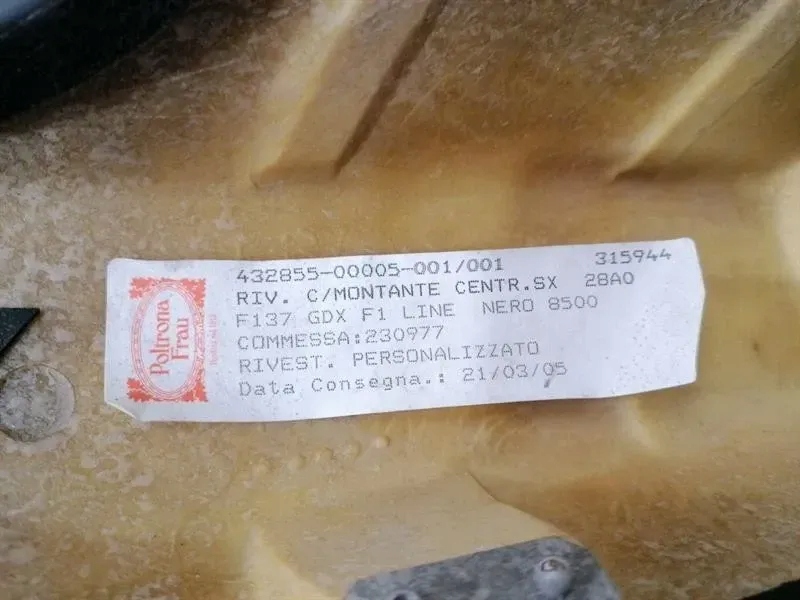 Poltrona
Frau
432855-00005-001/001 315944
RIV. C/MONTANTE CENTR.SX 28A0
F137 GDX F1 LINE NERO 8500
COMMESSA:230977
RIVEST. PERSONALIZZATO
Data Consegna.: 21/03/05